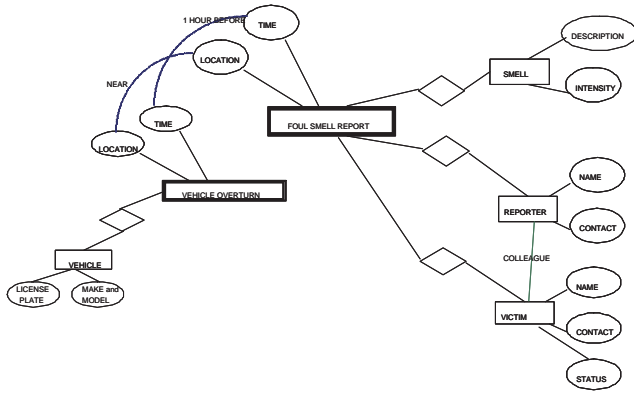 1 HOUR BEFORE
TIME
LOCATION
NEAR
TIME
LOCATION
FOUL SMELL REPORT
VEHICLE OVERTURN
VEHICLE
LICENSE
PLATE
MAKE and
MODEL
DESCRIPTION
SMELL
INTENSITY
NAME
REPORTER
CONTACT
COLLEAGUE
NAME
VICTIM
CONTACT
STATUS